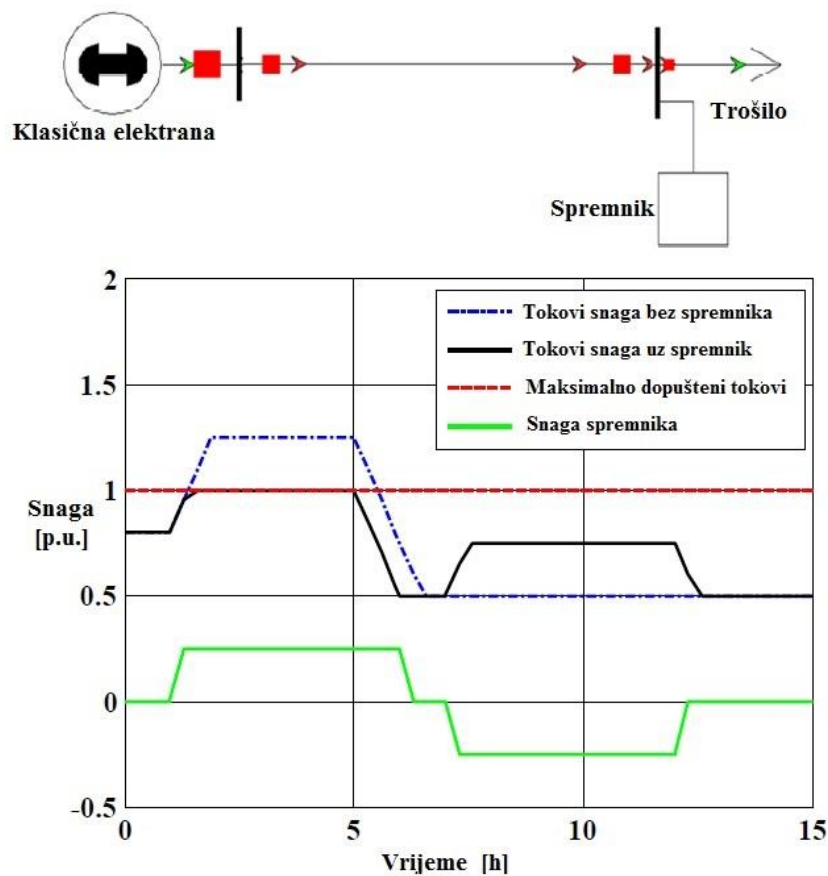 Klasična elektrana
Trošilo
Spremnik
2
1.5
1
0.5
0
-0.5
Snaga
[p.u.]
Tokovi snaga bez spremnika
Tokovi snaga uz spremnik
Maksimalno dopušteni tokovi
Snaga spremnika
0
5
10
15
Vrijeme [h]